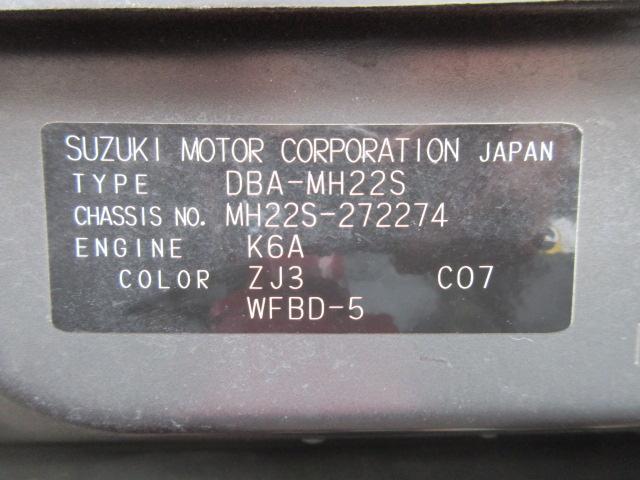 SUZUKI MOTOR CORPORATION JAPAN
TYPE DBA-MH22S
CHASSIS NO. MH22S-272274
ENGINE K6A
COLOR ZJ3 C07
WFBD-5